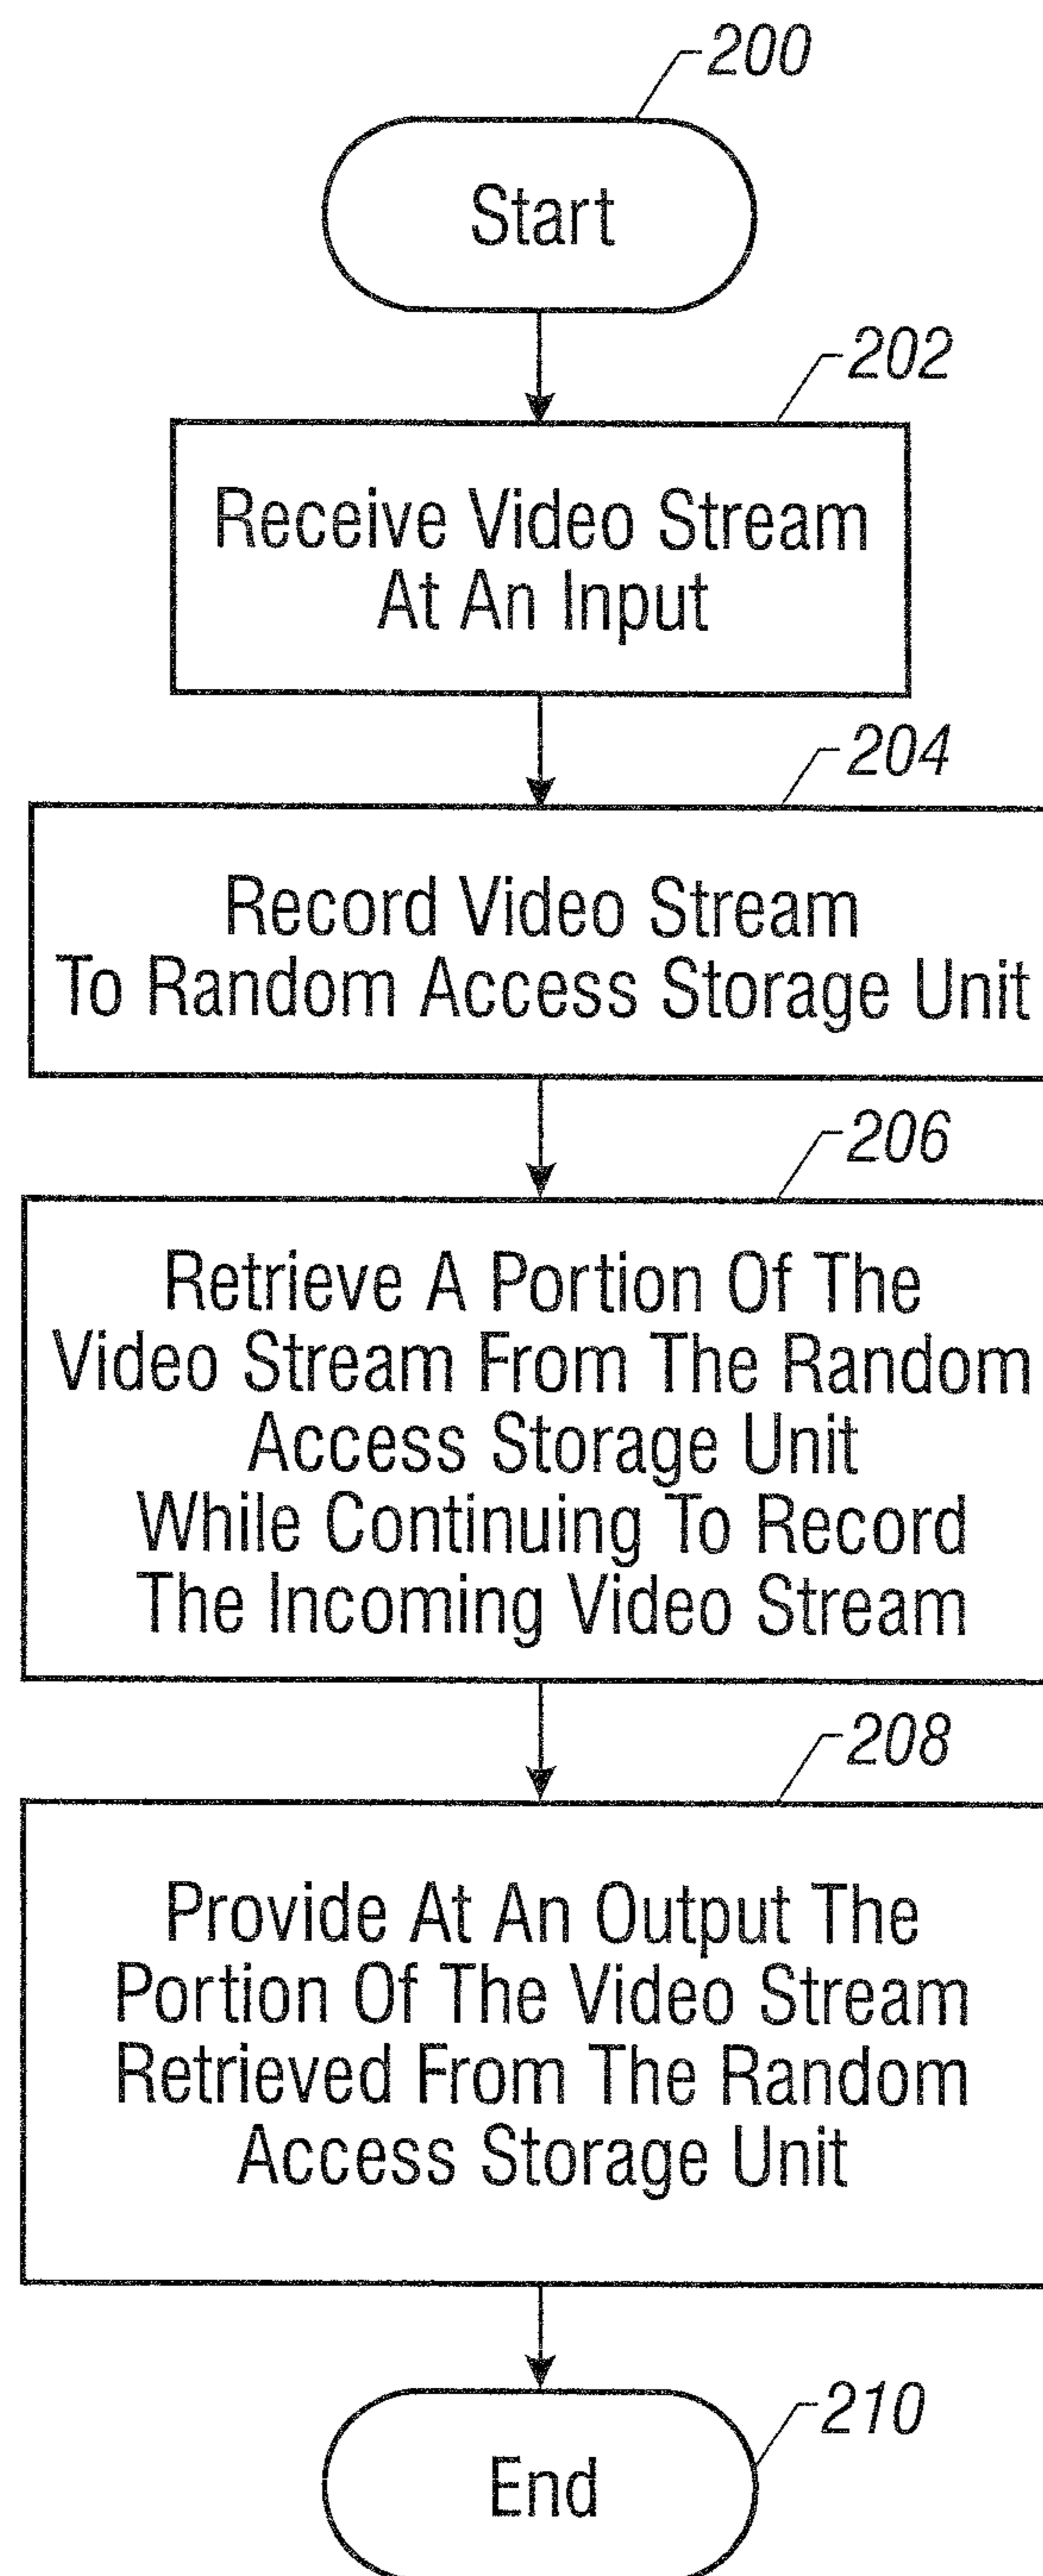 200
Start
202
Receive Video Stream
At An Input
204
Record Video Stream
To Random Access Storage Unit
206
Retrieve A Portion Of The
Video Stream From The Random
Access Storage Unit
While Continuing To Record
The Incoming Video Stream
208
Provide At An Output The
Portion Of The Video Stream
Retrieved From The Random
Access Storage Unit
210
End